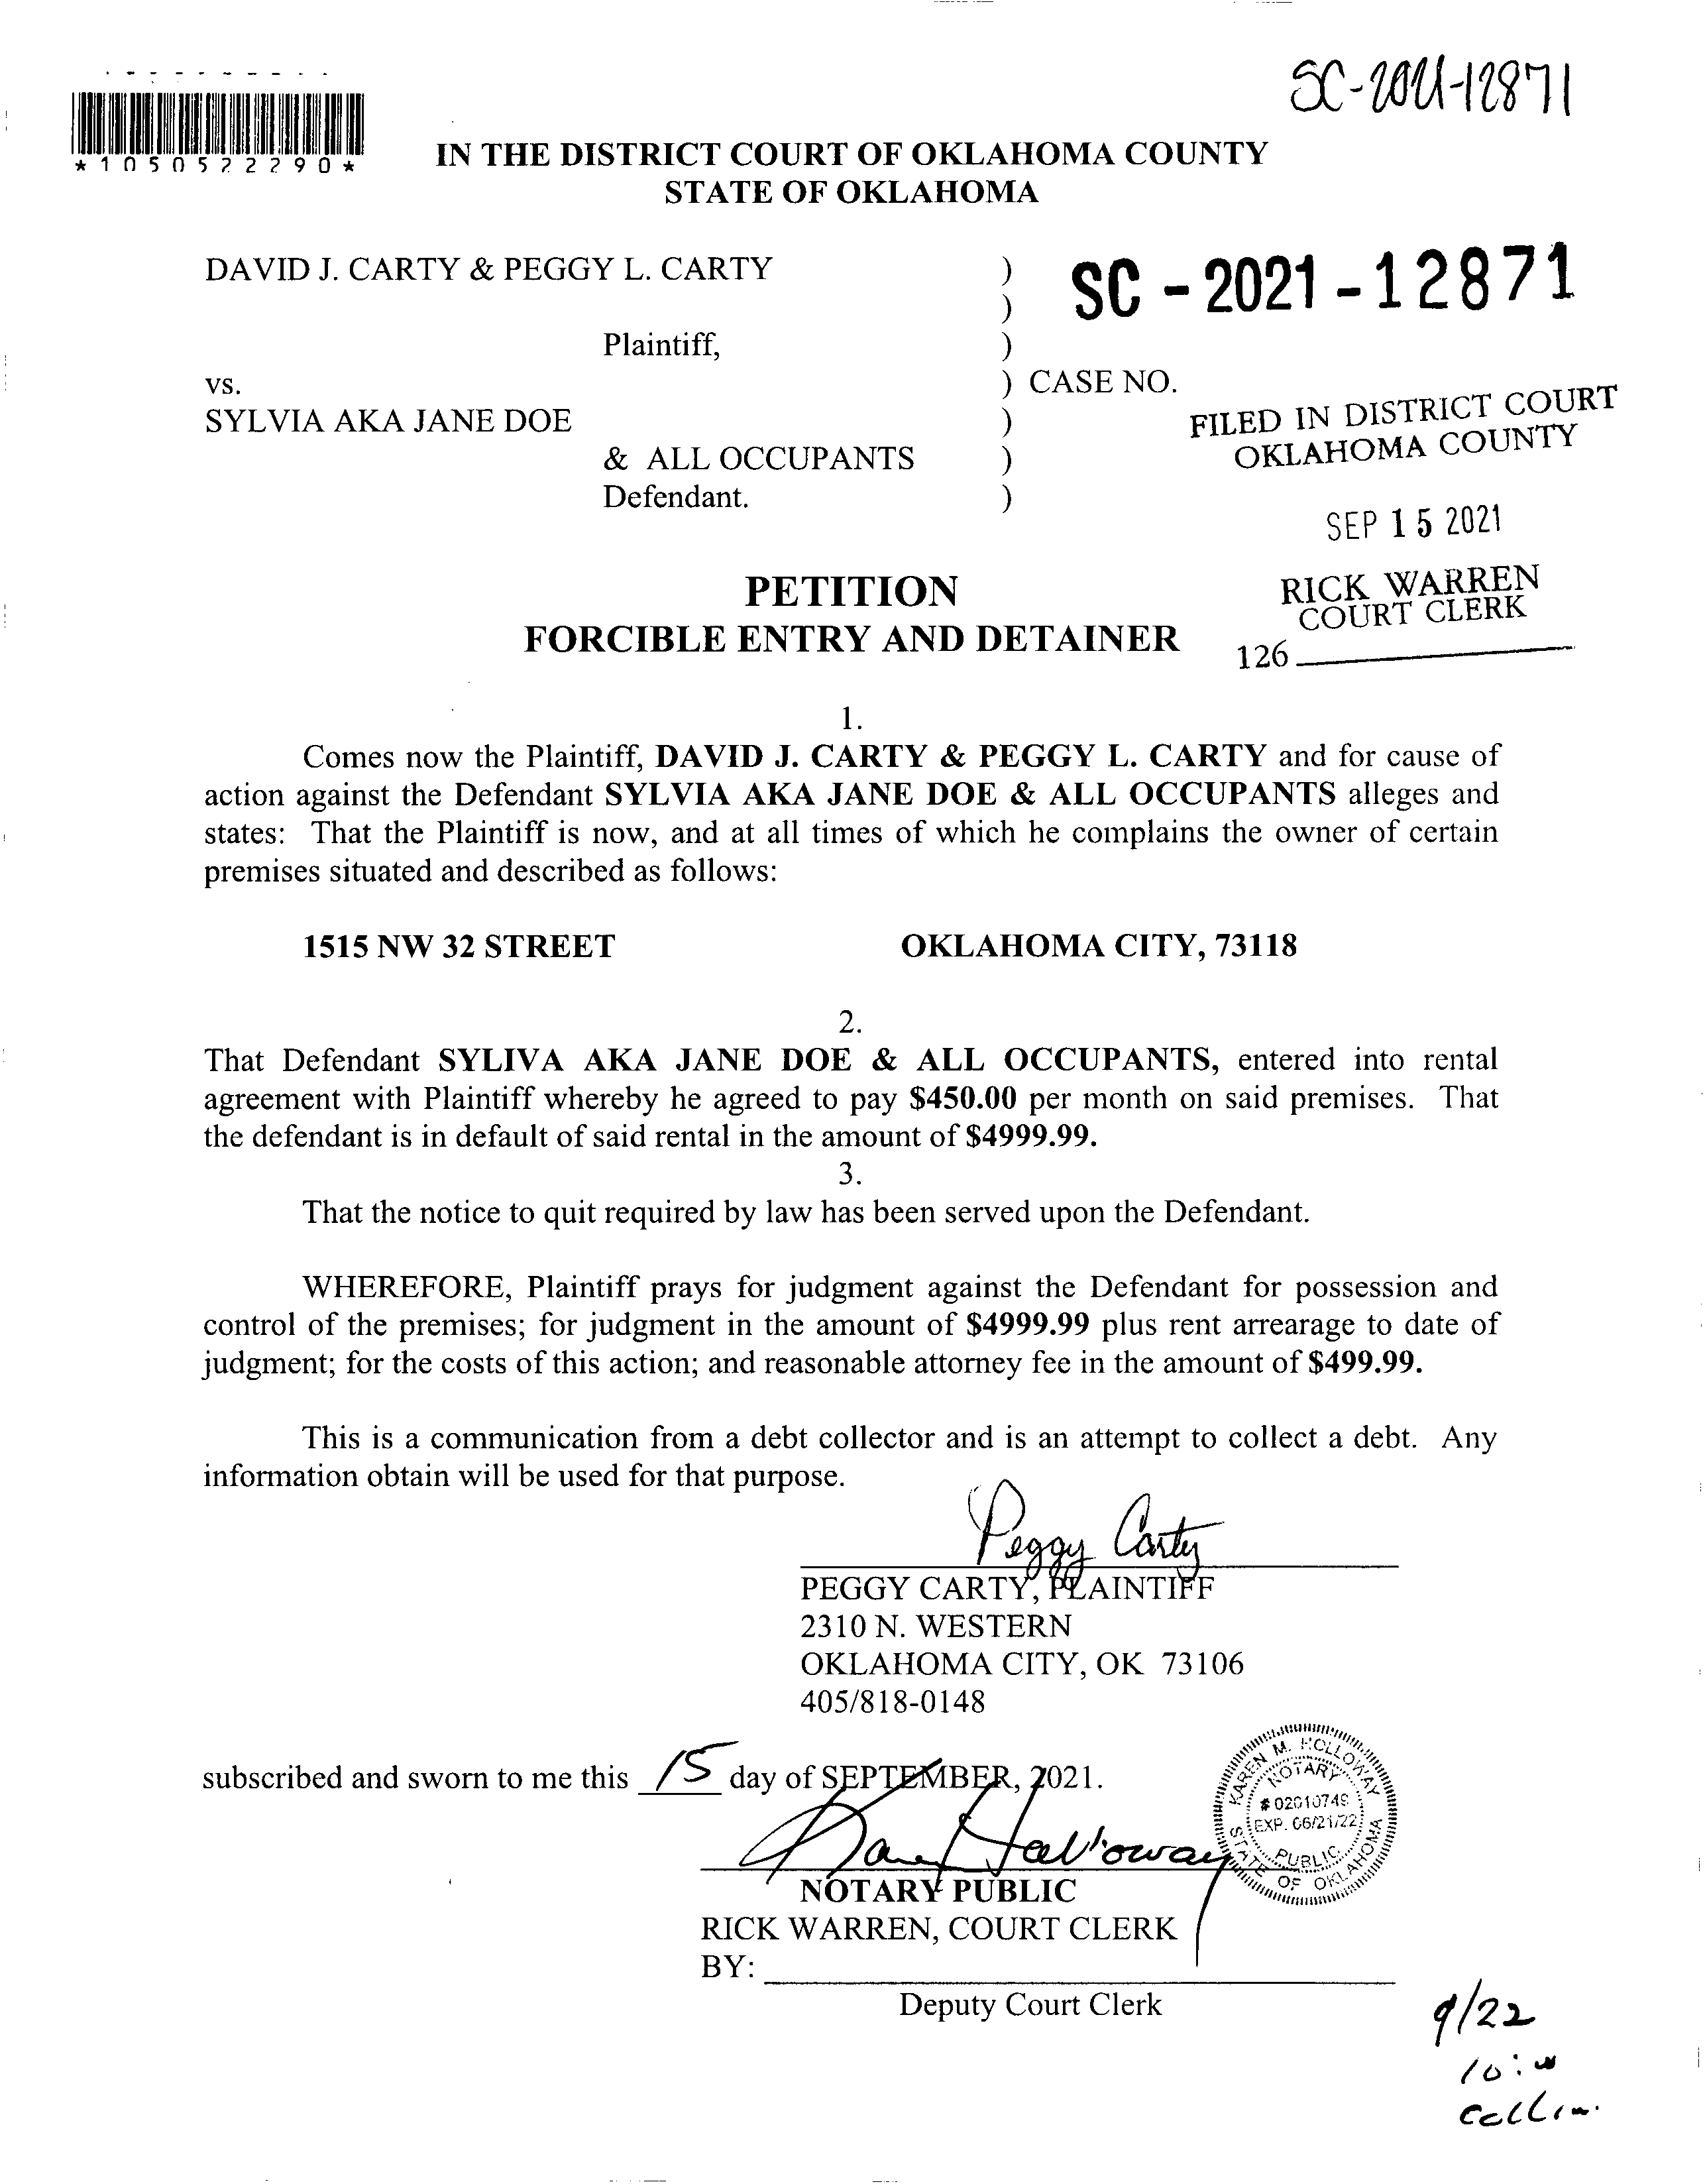 SC-2021-12871
*1050522290*
IN THE DISTRICT COURT OF OKLAHOMA COUNTY
STATE OF OKLAHOMA
DAVID J. CARTY & PEGGY L. CARTY )
) SC - 2021 - 12871
Plaintiff, )
vs. ) CASE NO.
SYLVIA AKA JANE DOE )
& ALL OCCUPANTS )
Defendant. )
FILED IN DISTRICT COURT
OKLAHOMA COUNTY
SEP 15 2021
RICK WARREN
COURT CLERK
126
PETITION
FORCIBLE ENTRY AND DETAINER
1.
Comes now the Plaintiff, DAVID J. CARTY & PEGGY L. CARTY and for cause of
action against the Defendant SYLVIA AKA JANE DOE & ALL OCCUPANTS alleges and
states: That the Plaintiff is now, and at all times of which he complains the owner of certain
premises situated and described as follows:
1515 NW 32 STREET OKLAHOMA CITY, 73118
2.
That Defendant SYLIVA AKA JANE DOE & ALL OCCUPANTS, entered into rental
agreement with Plaintiff whereby he agreed to pay $450.00 per month on said premises. That
the defendant is in default of said rental in the amount of $4999.99.
3.
That the notice to quit required by law has been served upon the Defendant.
WHEREFORE, Plaintiff prays for judgment against the Defendant for possession and
control of the premises; for judgment in the amount of $4999.99 plus rent arrearage to date of
judgment; for the costs of this action; and reasonable attorney fee in the amount of $499.99.
This is a communication from a debt collector and is an attempt to collect a debt. Any
information obtain will be used for that purpose.
Peggy Carty
PEGGY CARTY, PLAINTIFF
2310 N. WESTERN
OKLAHOMA CITY, OK 73106
405/818-0148
subscribed and sworn to me this 15 day of SEPTEMBER, 2021.
Karen Holloway
KAREN M. HOLLOWAY
NOTARY
# 02010749
EXP. 06/21/22
PUBLIC
STATE OF OKLAHOMA
NOTARY PUBLIC
RICK WARREN, COURT CLERK
BY:
Deputy Court Clerk
9/22